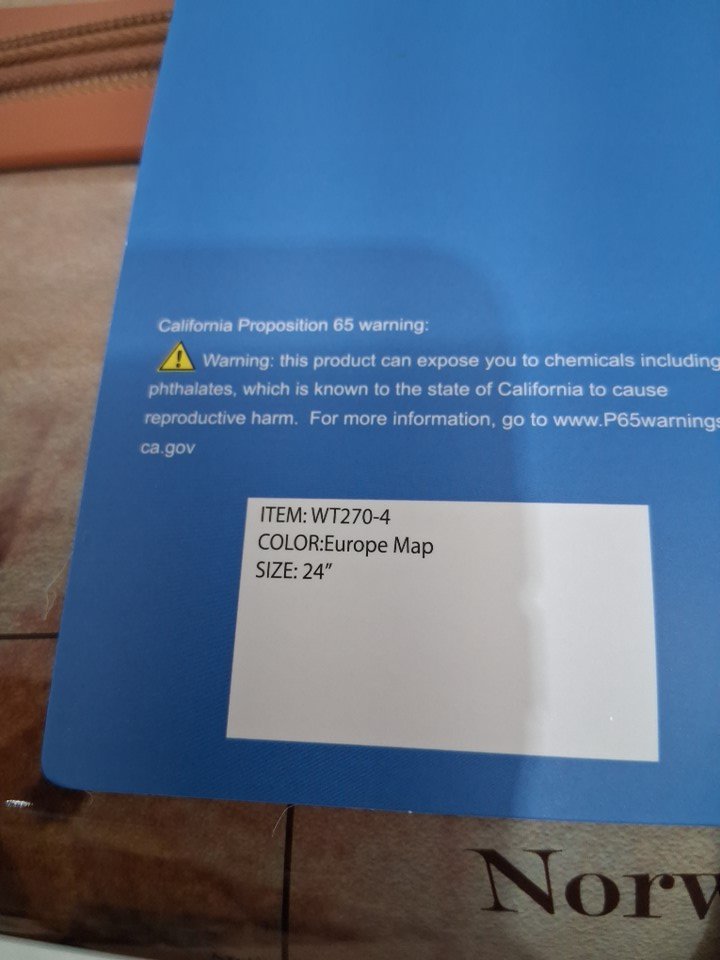 California Proposition 65 warning:
Warning: this product can expose you to chemicals including
phthalates, which is known to the state of California to cause
reproductive harm.  For more information, go to www.P65warnings
ca.gov
ITEM: WT270-4
COLOR:Europe Map
SIZE: 24”